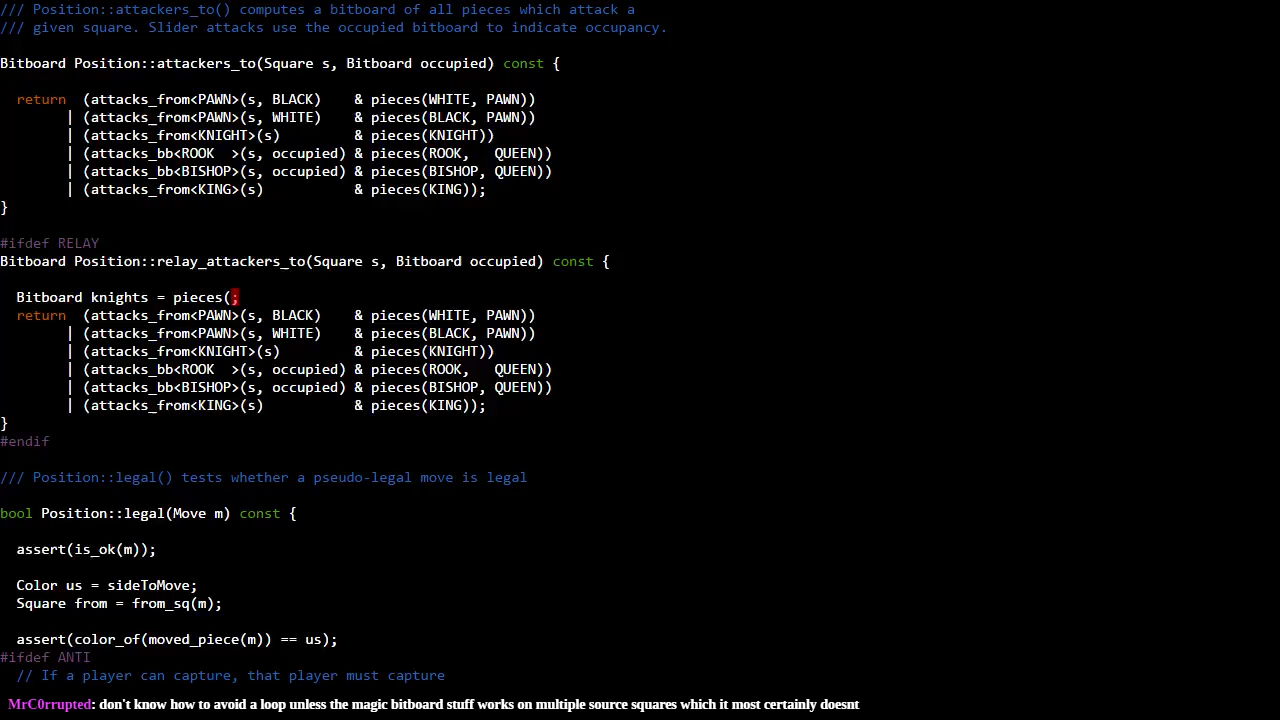 /// Position::attackers_to() computes a bitboard of all pieces which attack a
/// given square. Slider attacks use the occupied bitboard to indicate occupancy.
Bitboard Position::attackers_to(Square s, Bitboard occupied) const {
  return  (attacks_from<PAWN>(s, BLACK)    & pieces(WHITE, PAWN))
        | (attacks_from<PAWN>(s, WHITE)    & pieces(BLACK, PAWN))
        | (attacks_from<KNIGHT>(s)         & pieces(KNIGHT))
        | (attacks_bb<ROOK  >(s, occupied) & pieces(ROOK,   QUEEN))
        | (attacks_bb<BISHOP>(s, occupied) & pieces(BISHOP, QUEEN))
        | (attacks_from<KING>(s)           & pieces(KING));
}
#ifdef RELAY
Bitboard Position::relay_attackers_to(Square s, Bitboard occupied) const {
  Bitboard knights = pieces(;
  return  (attacks_from<PAWN>(s, BLACK)    & pieces(WHITE, PAWN))
        | (attacks_from<PAWN>(s, WHITE)    & pieces(BLACK, PAWN))
        | (attacks_from<KNIGHT>(s)         & pieces(KNIGHT))
        | (attacks_bb<ROOK  >(s, occupied) & pieces(ROOK,   QUEEN))
        | (attacks_bb<BISHOP>(s, occupied) & pieces(BISHOP, QUEEN))
        | (attacks_from<KING>(s)           & pieces(KING));
}
#endif
/// Position::legal() tests whether a pseudo-legal move is legal
bool Position::legal(Move m) const {
  assert(is_ok(m));
  Color us = sideToMove;
  Square from = from_sq(m);
  assert(color_of(moved_piece(m)) == us);
#ifdef ANTI
  // If a player can capture, that player must capture
MrC0rrupted: don't know how to avoid a loop unless the magic bitboard stuff works on multiple source squares which it most certainly doesnt